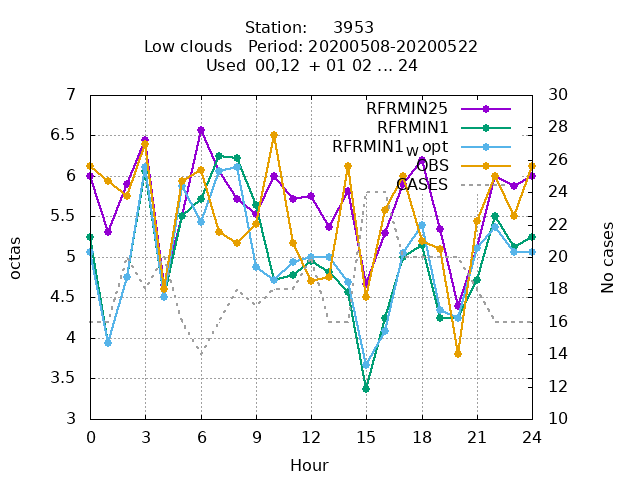 Station: 3953
Low clouds Period: 20200508-20200522
Used 00,12 + 01 02 ... 24
7
6.5
6
5.5
5
4.5
4
3.5
3
octas
30
28
26
24
22
20
18
16
14
12
10
No cases
RFRMIN25
RFRMIN1
RFRMIN1wopt
OBS
CASES
0 3 6 9 12 15 18 21 24
Hour